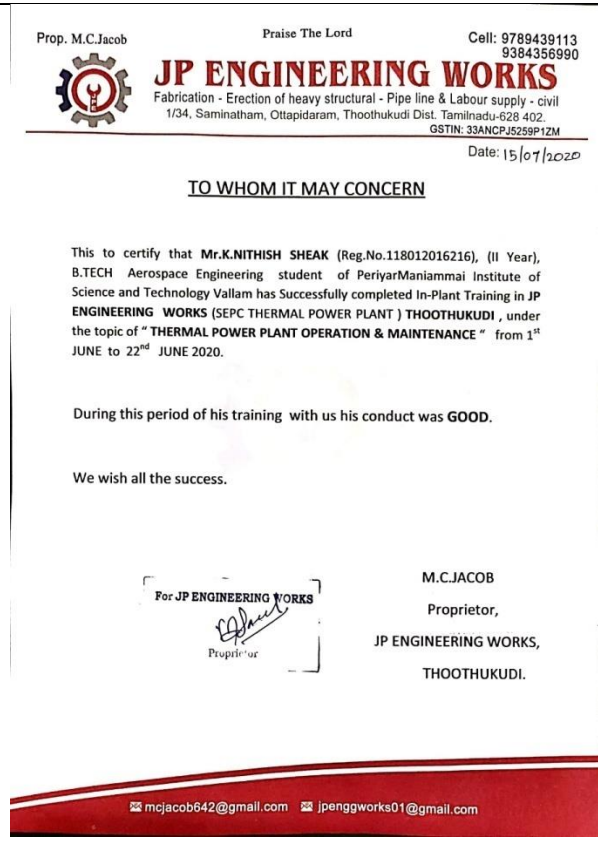 Praise The Lord
Prop. M.C.Jacob
Cell: 9789439113
9384356990
JP ENGINEERING WORKS
Fabrication - Erection of heavy structural - Pipe line & Labour supply - civil
1/34, Saminatham, Ottapidaram, Thoothukudi Dist. Tamilnadu-628 402.
GSTIN: 33ANCPJ5259P1ZM
Date: 15/07/2020
TO WHOM IT MAY CONCERN
This to certify that Mr.K.NITHISH SHEAK (Reg.No.118012016216), (II Year),
B.TECH Aerospace Engineering student of PeriyarManiammai Institute of
Science and Technology Vallam has Successfully completed In-Plant Training in JP
ENGINEERING WORKS (SEPC THERMAL POWER PLANT ) THOOTHUKUDI , under
the topic of " THERMAL POWER PLANT OPERATION & MAINTENANCE " from 1st
JUNE to 22nd JUNE 2020.
During this period of his training with us his conduct was GOOD.
We wish all the success.
For JP ENGINEERING WORKS
Proprietor
M.C.JACOB
Proprietor,
JP ENGINEERING WORKS,
THOOTHUKUDI.
mcjacob642@gmail.com jpenggworks01@gmail.com